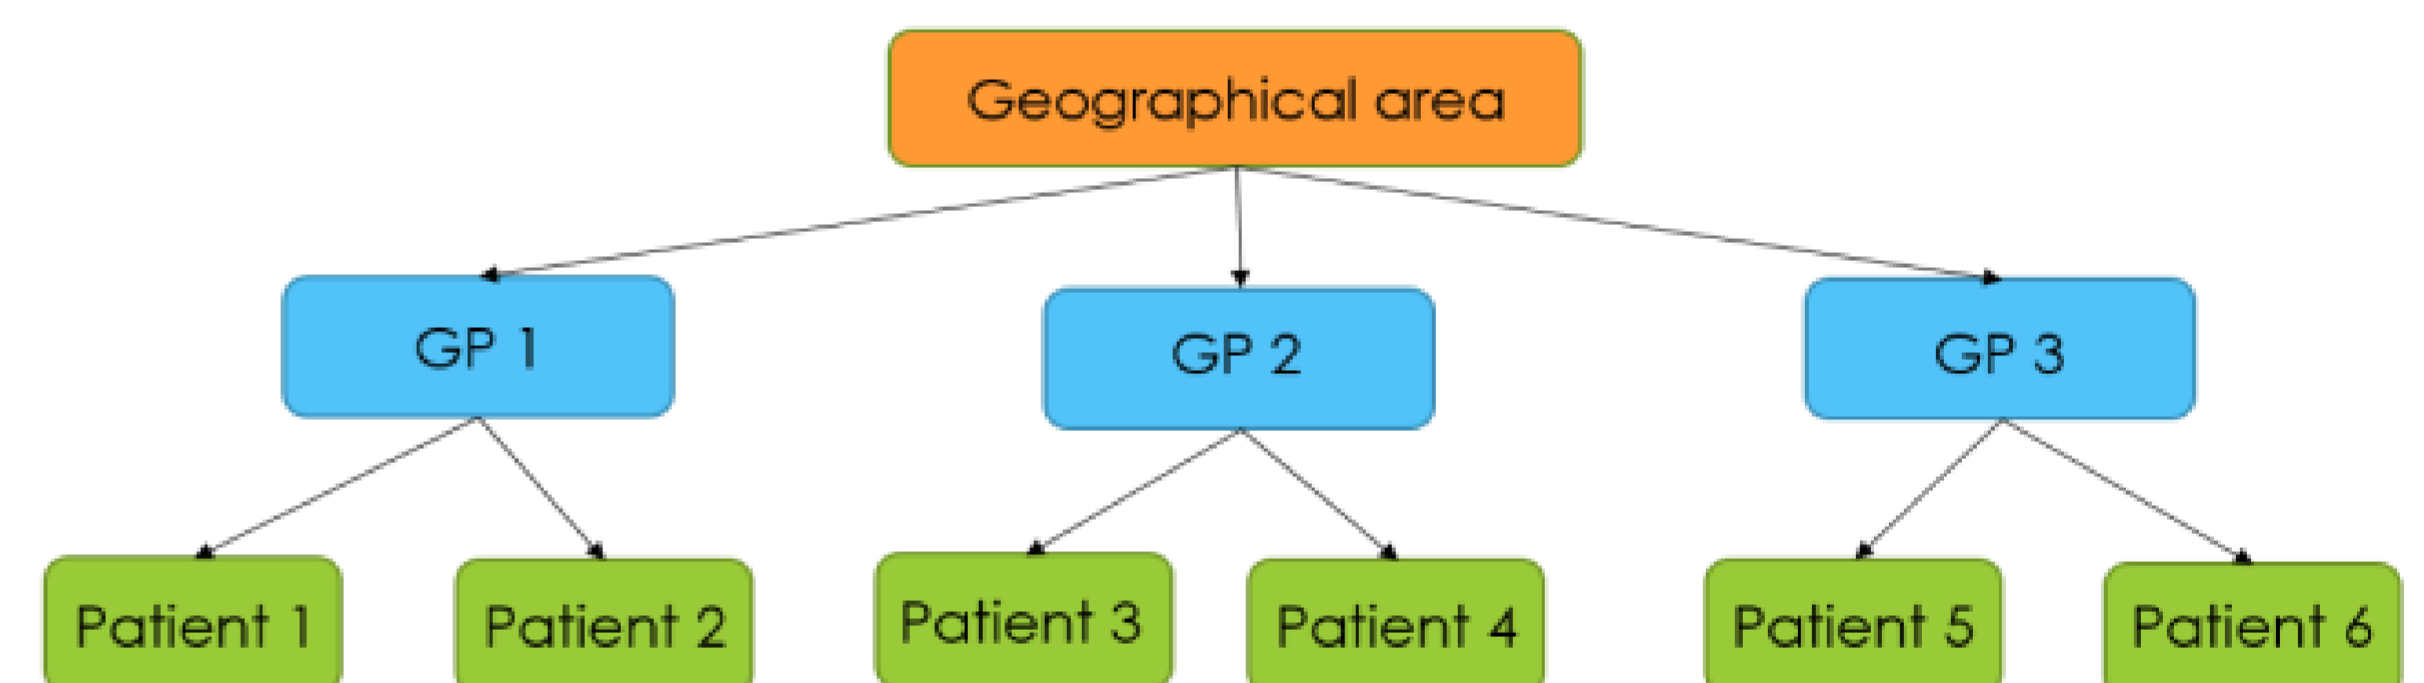 Geographical area
GP 1
GP 2
GP 3
Patient 1
Patient 2
Patient 3
Patient 4
Patient 5
Patient 6